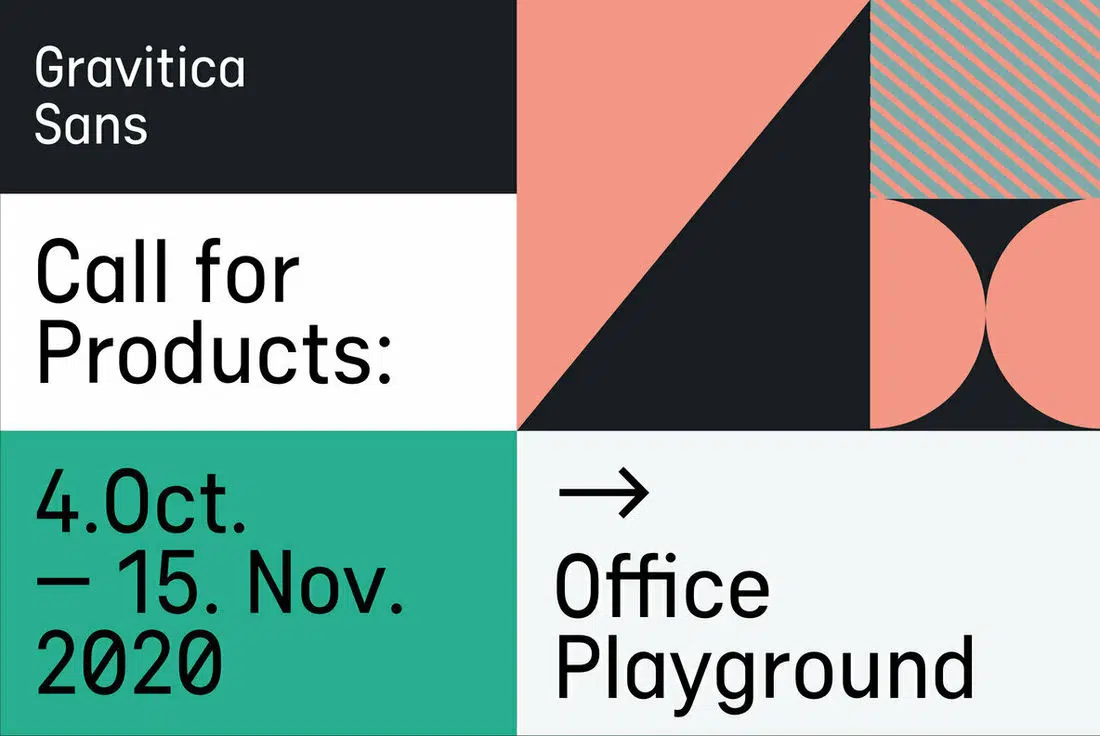 Gravitica
Sans
Call for
Products:
4.Oct.
— 15. Nov.
2020
→
Office
Playground